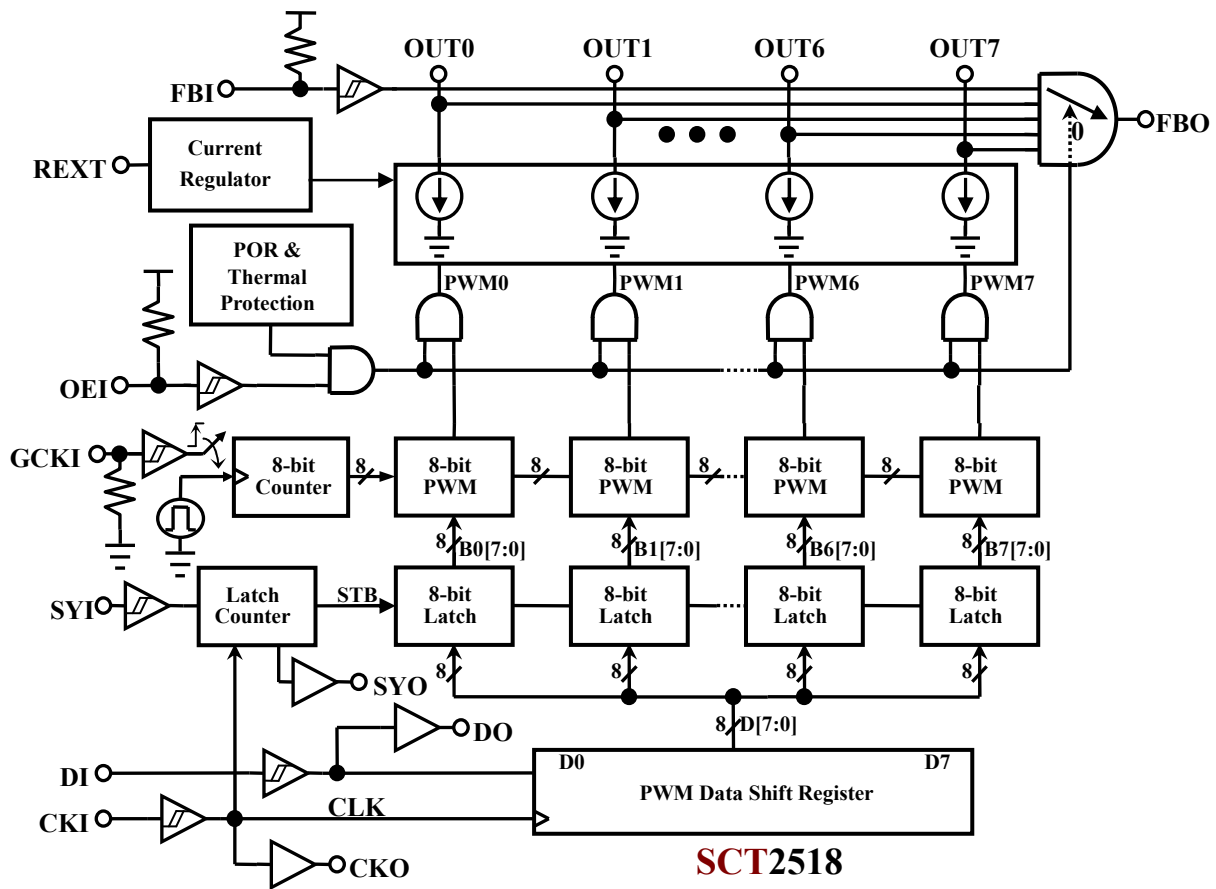 OUT0 OUT1 OUT6 OUT7
FBI
FBO
0
REXT
Current
Regulator
POR &
Thermal
Protection
PWM0 PWM1 PWM6 PWM7
OEI
GCKI
8-bit
Counter
8
8-bit
PWM
8
8-bit
PWM
8
8-bit
PWM
8
8-bit
PWM
8 B0[7:0] 8 B1[7:0] 8 B6[7:0] 8 B7[7:0]
SYI
Latch
Counter
STB
8-bit
Latch
8-bit
Latch
8-bit
Latch
8-bit
Latch
8 8 8 8
SYO
8 D[7:0]
DO
DI
D0 D7
PWM Data Shift Register
CKI
CLK
CKO
SCT2518